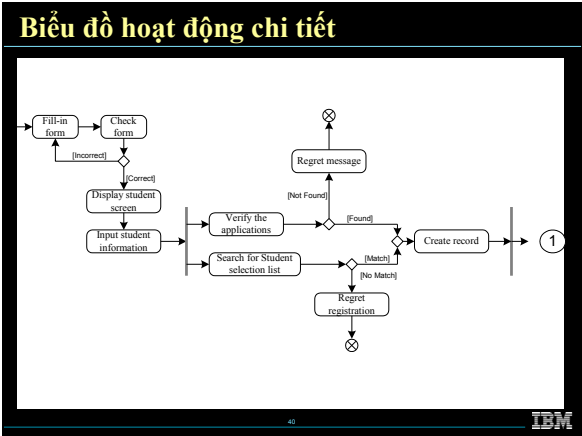 Biểu đồ hoạt động chi tiết
Fill-in
form
Check
form
[Incorrect]
[Correct]
Display student
screen
Input student
information
Regret message
[Not Found]
Verify the
applications
[Found]
Search for Student
selection list
[Match]
[No Match]
Create record
1
Regret
registration
40
IBM